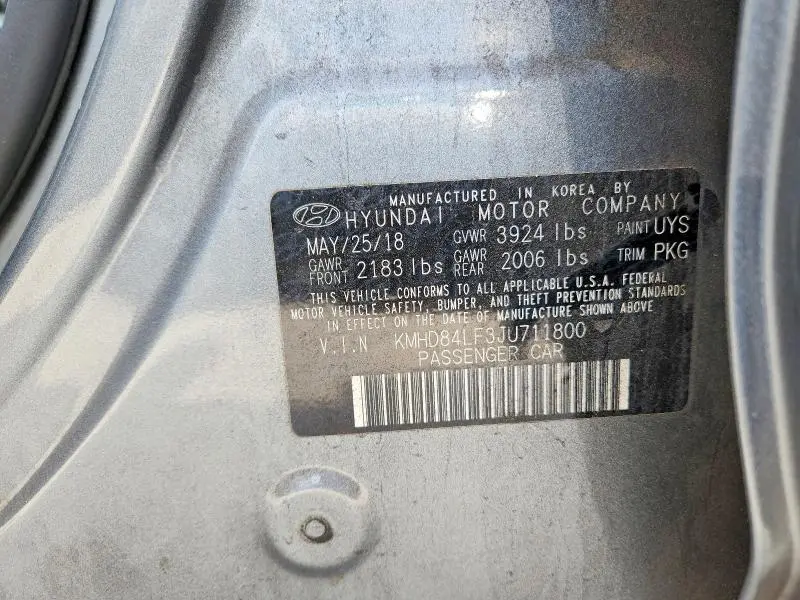 MANUFACTURED IN KOREA BY
HYUNDAI MOTOR COMPANY
MAY/25/18 GVWR 3924 lbs PAINT UYS
GAWR FRONT 2183 lbs GAWR REAR 2006 lbs TRIM PKG
THIS VEHICLE CONFORMS TO ALL APPLICABLE U.S.A. FEDERAL
MOTOR VEHICLE SAFETY, BUMPER, AND THEFT PREVENTION STANDARDS
IN EFFECT ON THE DATE OF MANUFACTURE SHOWN ABOVE
V.I.N KMHD84LF3JU711800
PASSENGER CAR